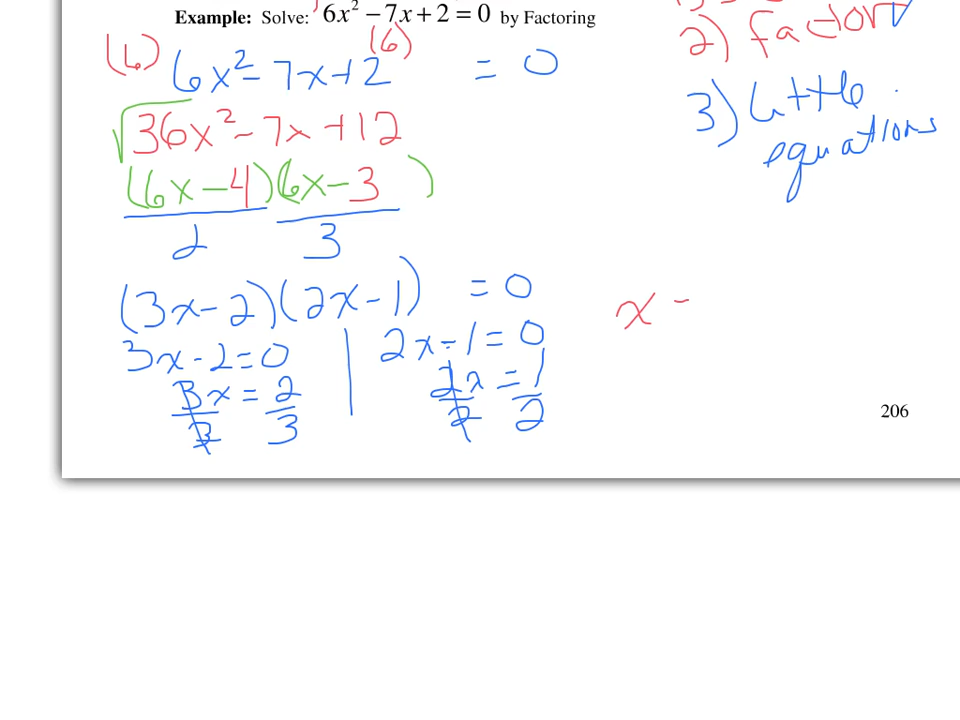 Example: Solve: 6x² − 7x + 2 = 0 by Factoring
2) factor
(6) (6)
6x² − 7x + 2 = 0
3) little
equations
36x² − 7x + 12
(6x − 4)(6x − 3)
2 3
(3x − 2)(2x − 1) = 0
x =
3x − 2 = 0 | 2x − 1 = 0
3x = 2 2x = 1
3 3 2 2
206